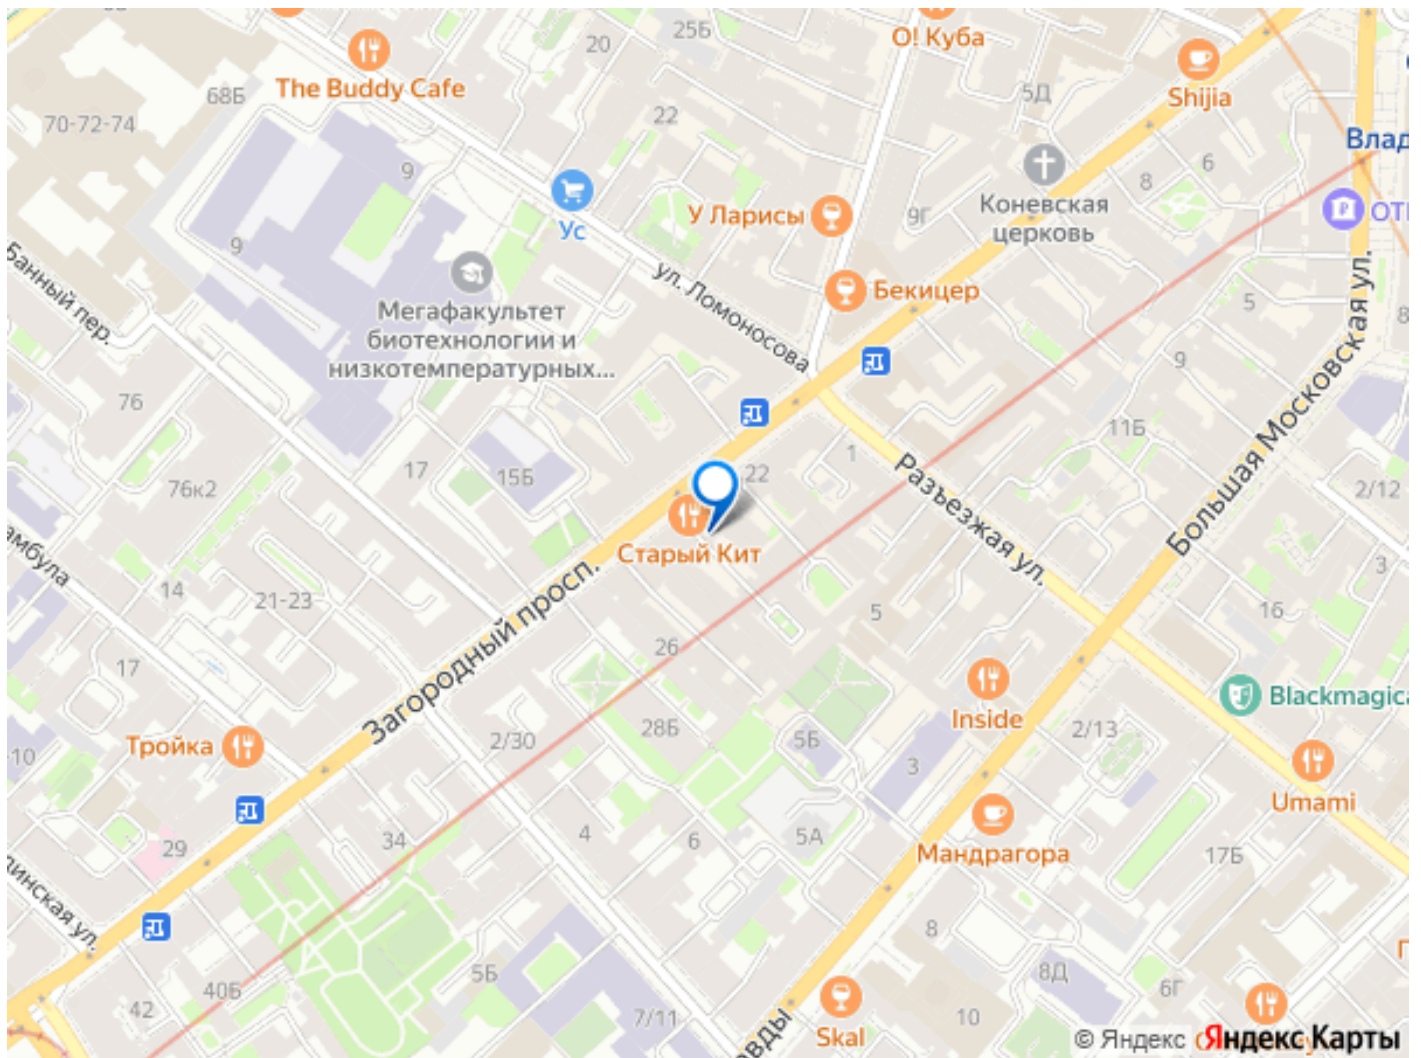 20
25Б
О! Куба
The Buddy Cafe
68Б
70-72-74
22
5Д
Shijia
Влад
9
Ус
У Ларисы
9Г
Коневская
церковь
8
6
9
Банный пер.
Мегафакультет
биотехнологии и
низкотемпературных...
ул. Ломоносова
Бекицер
5
8
Большая Московская ул.
76
9
17
15Б
76к2
22
1
11Б
Разъезжая ул.
2/12
Старый Кит
14
21-23
Загородный просп.
5
16
3
17
26
Тройка
10
2/30
28Б
5Б
Inside
3
2/13
Blackmagic
Umami
29
34
4
6
5А
Мандрагора
17Б
42
40Б
5Б
7/11
8
8Д
6Г
10
Skal
© Яндекс
Яндекс Карты